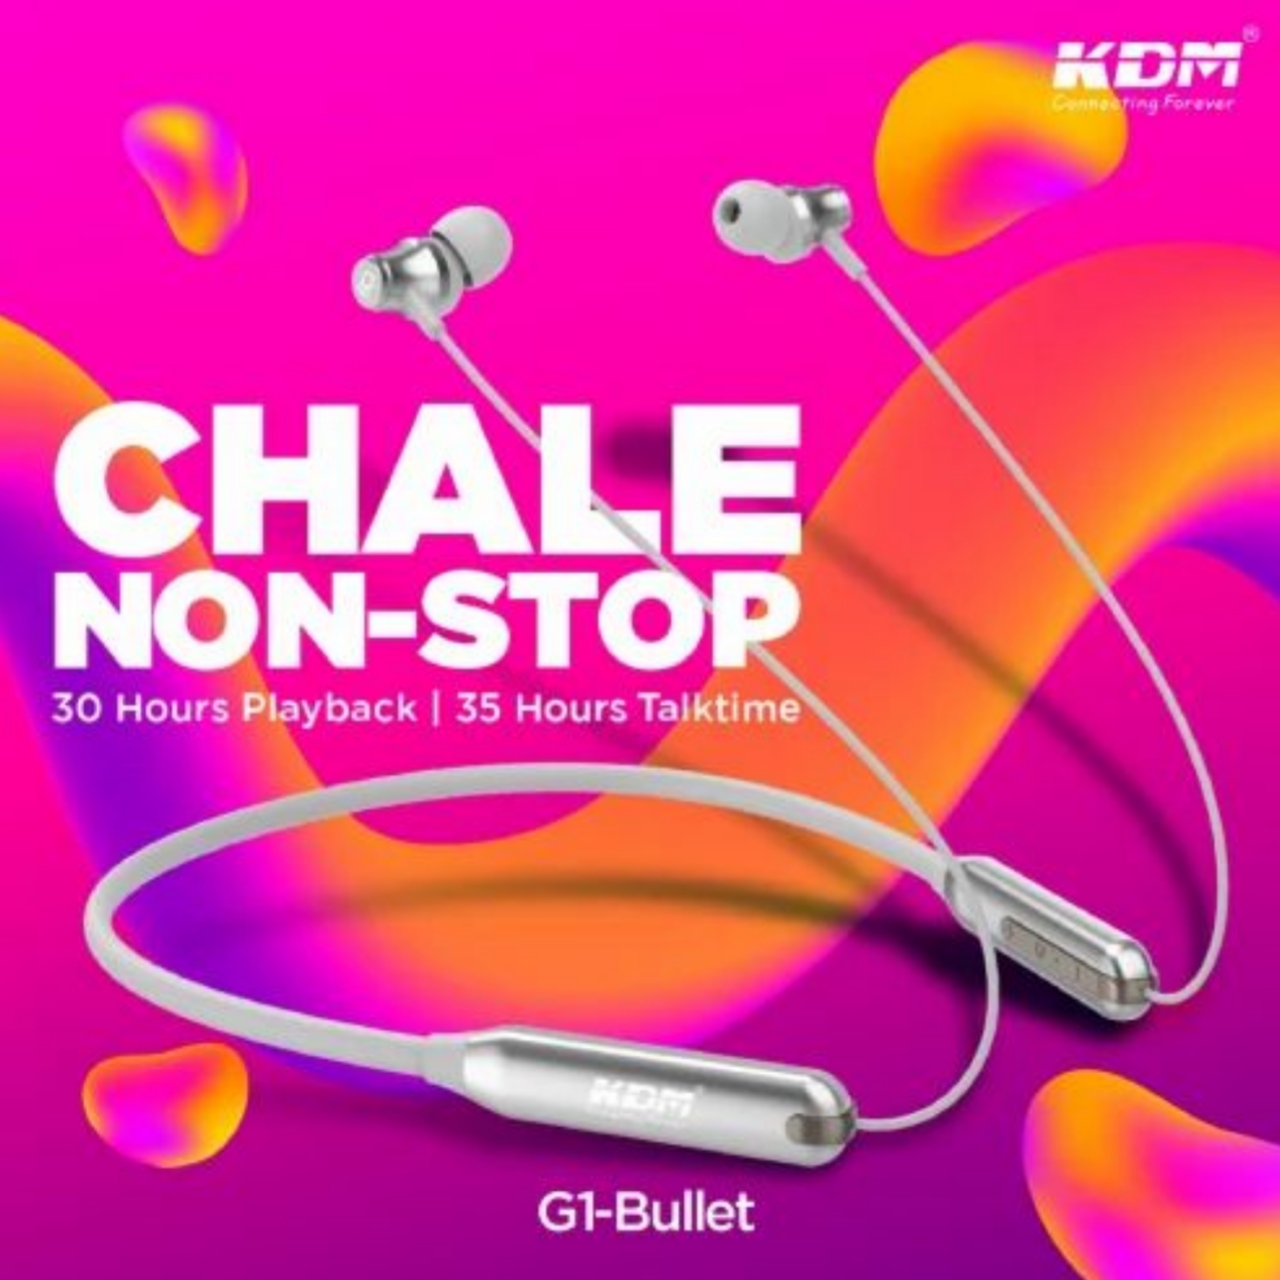 KDM®
Connecting Forever
CHALE
NON-STOP
30 Hours Playback | 35 Hours Talktime
KDM
G1-Bullet